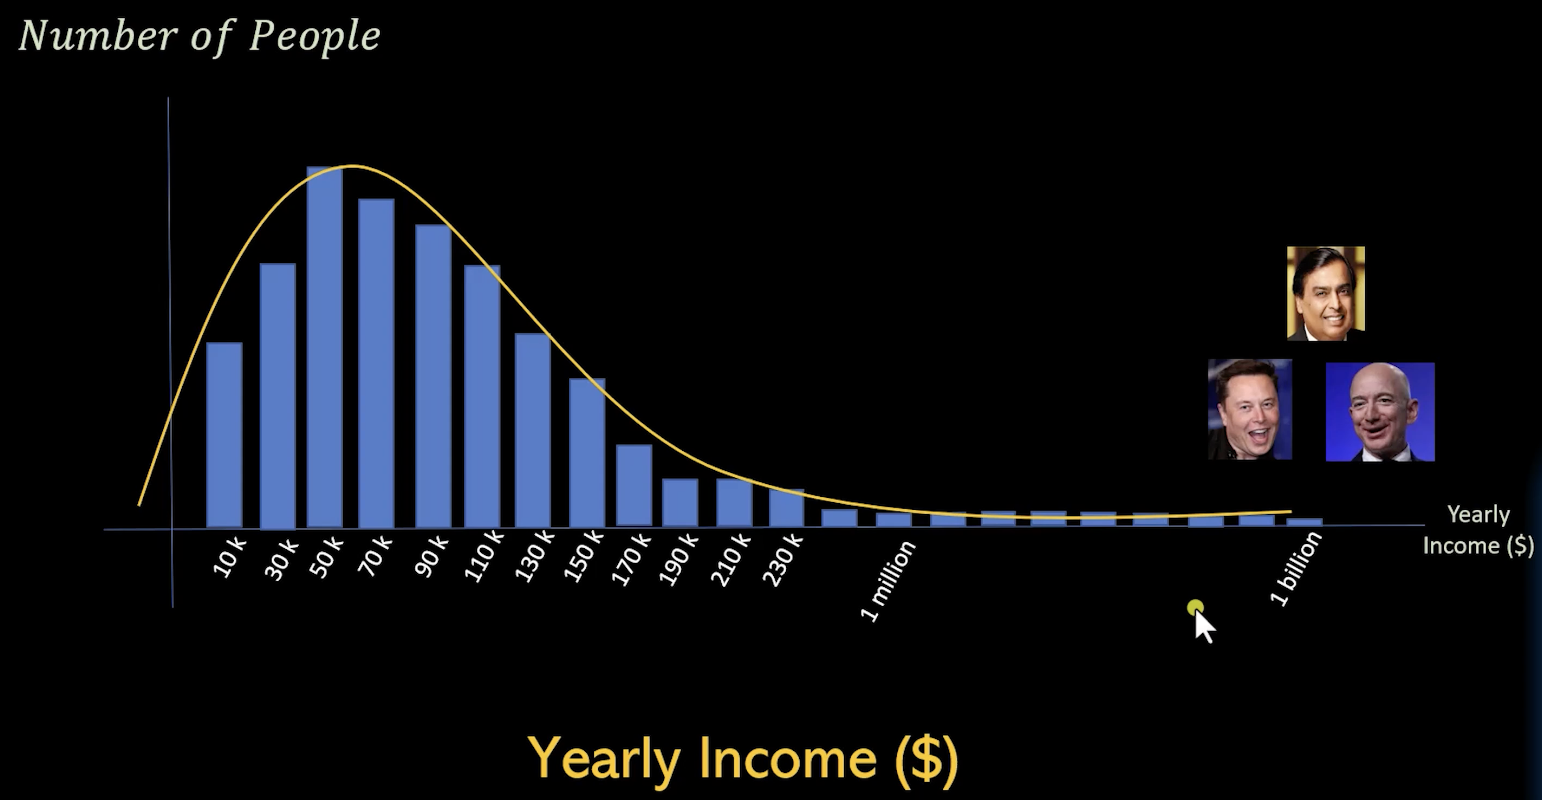 Number of People
Yearly
Income ($)
10 k
30 k
50 k
70 k
90 k
110 k
130 k
150 k
170 k
190 k
210 k
230 k
1 million
1 billion
Yearly Income ($)